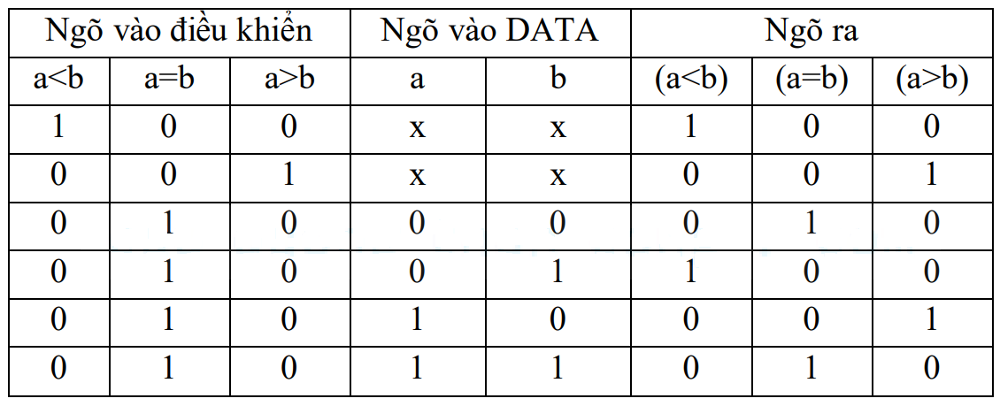 Ngõ vào điều khiển Ngõ vào DATA Ngõ ra
a<b a=b a>b a b (a<b) (a=b) (a>b)
1 0 0 x x 1 0 0
0 0 1 x x 0 0 1
0 1 0 0 0 0 1 0
0 1 0 0 1 1 0 0
0 1 0 1 0 0 0 1
0 1 0 1 1 0 1 0